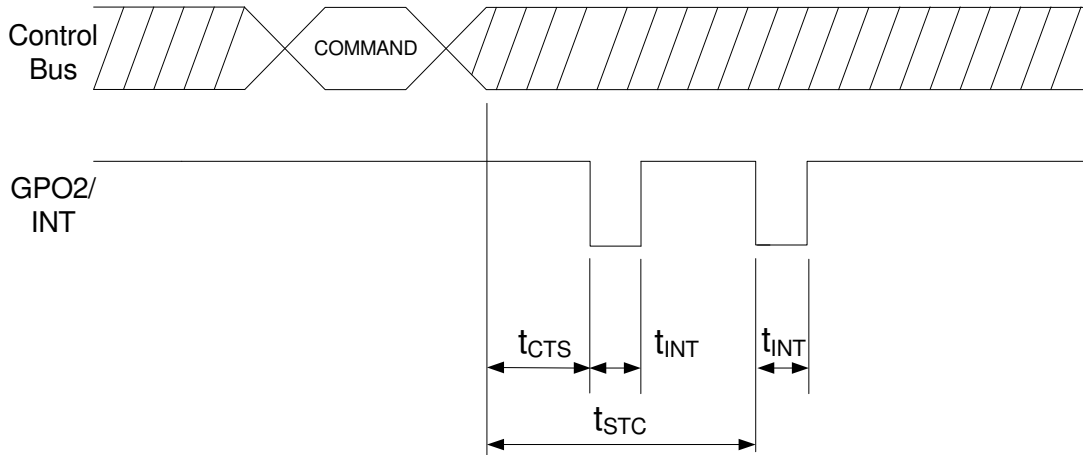 Control
Bus
COMMAND
GPO2/
INT
tCTS
tINT
tINT
tSTC